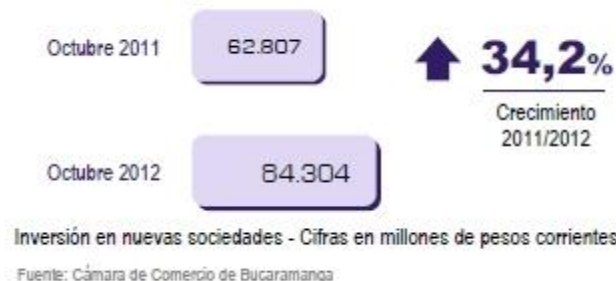 Octubre 2011
62.807
34,2%
Crecimiento
2011/2012
Octubre 2012
84.304
Inversión en nuevas sociedades - Cifras en millones de pesos corrientes
Fuente: Cámara de Comercio de Bucaramanga